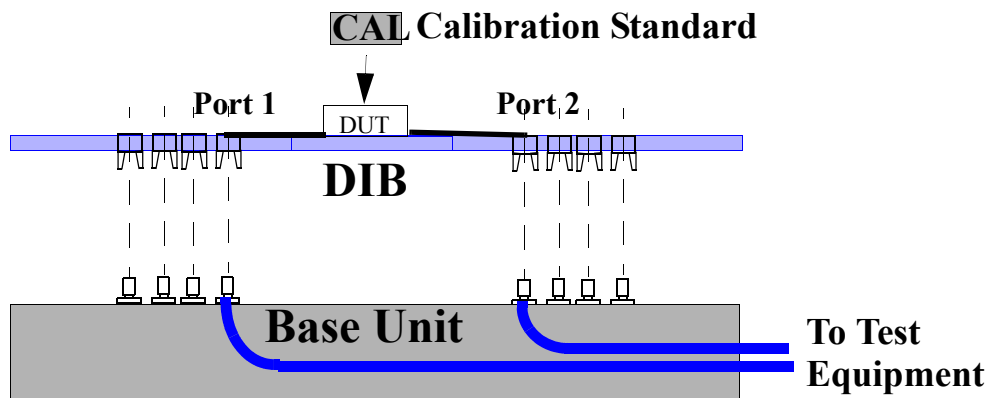 CAL Calibration Standard
Port 1
Port 2
DUT
DIB
Base Unit
To Test
Equipment